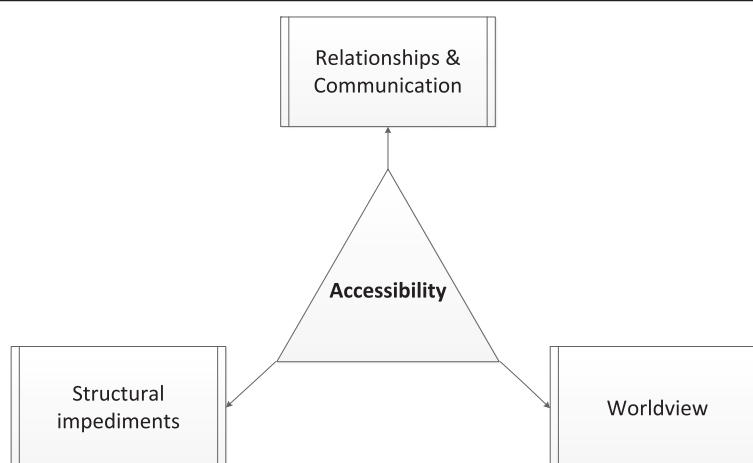 Relationships &
Communication
Accessibility
Structural
impediments
Worldview